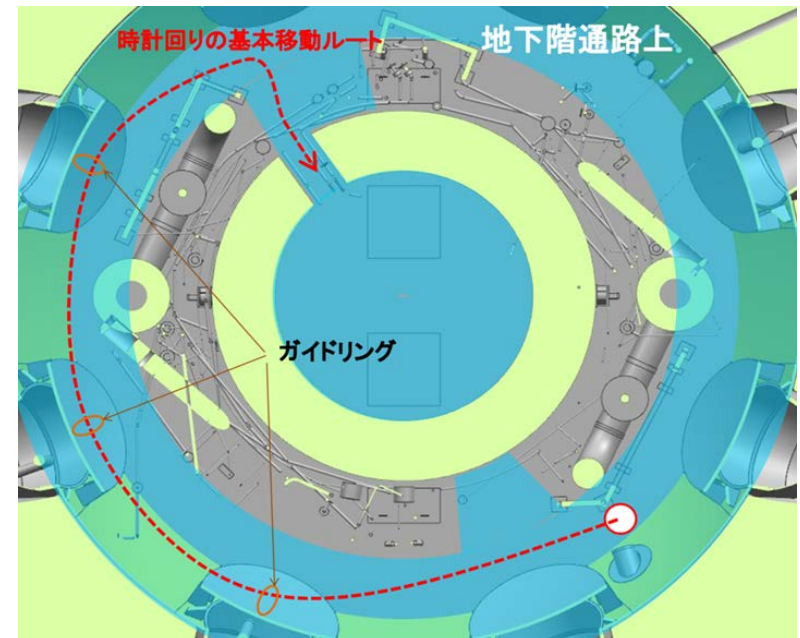 時計回りの基本移動ルート
地下階通路上
ガイドリング